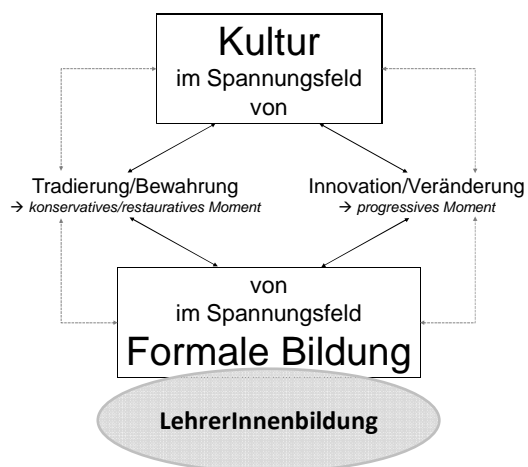 Kultur
im Spannungsfeld
von
Tradierung/Bewahrung
→ konservatives/restauratives Moment
Innovation/Veränderung
→ progressives Moment
von
im Spannungsfeld
Formale Bildung
LehrerInnenbildung